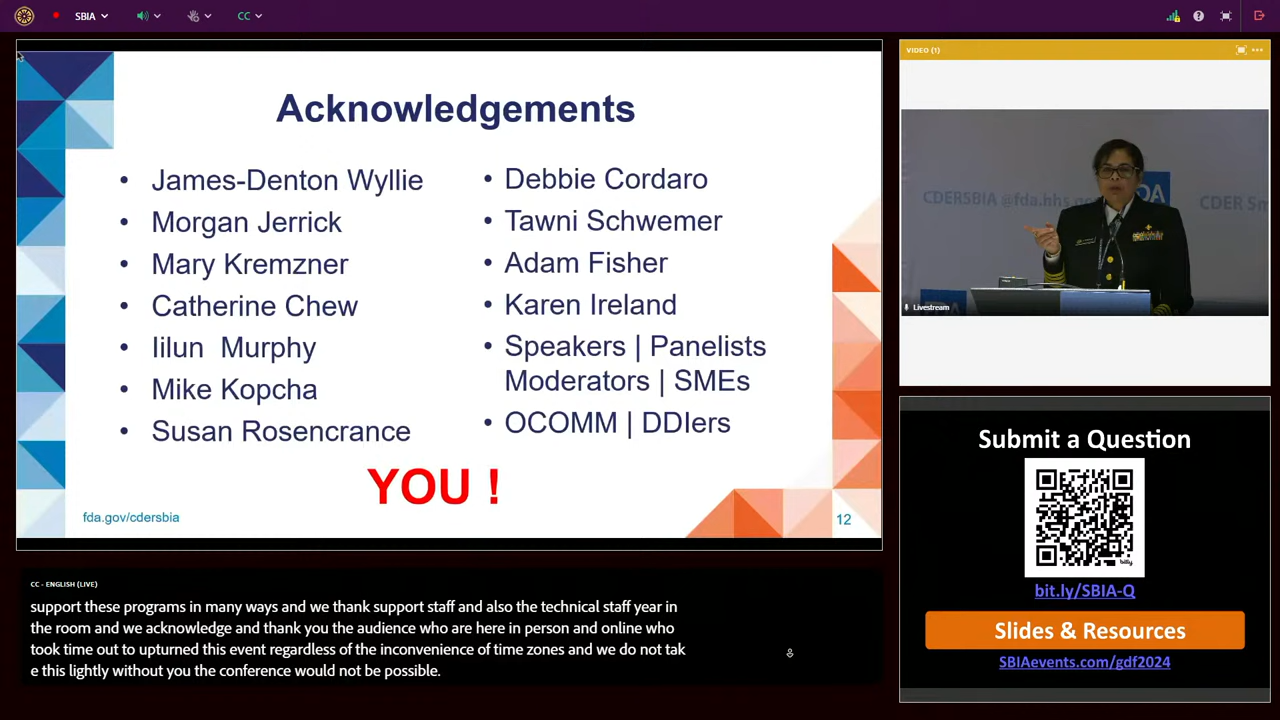 SBIA
CC
Acknowledgements
• James-Denton Wyllie
• Morgan Jerrick
• Mary Kremzner
• Catherine Chew
• Iilun  Murphy
• Mike Kopcha
• Susan Rosencrance
• Debbie Cordaro
• Tawni Schwemer
• Adam Fisher
• Karen Ireland
• Speakers | Panelists
Moderators | SMEs
• OCOMM | DDIers
YOU !
fda.gov/cdersbia
12
CC - ENGLISH (LIVE)
support these programs in many ways and we thank support staff and also the technical staff year in
the room and we acknowledge and thank you the audience who are here in person and online who
took time out to upturned this event regardless of the inconvenience of time zones and we do not tak
e this lightly without you the conference would not be possible.
VIDEO (1)
CDERSBIA @fda.hhs.gov
DA
CDER Sm
Livestream
Submit a Question
bitly
bit.ly/SBIA-Q
Slides & Resources
SBIAevents.com/gdf2024